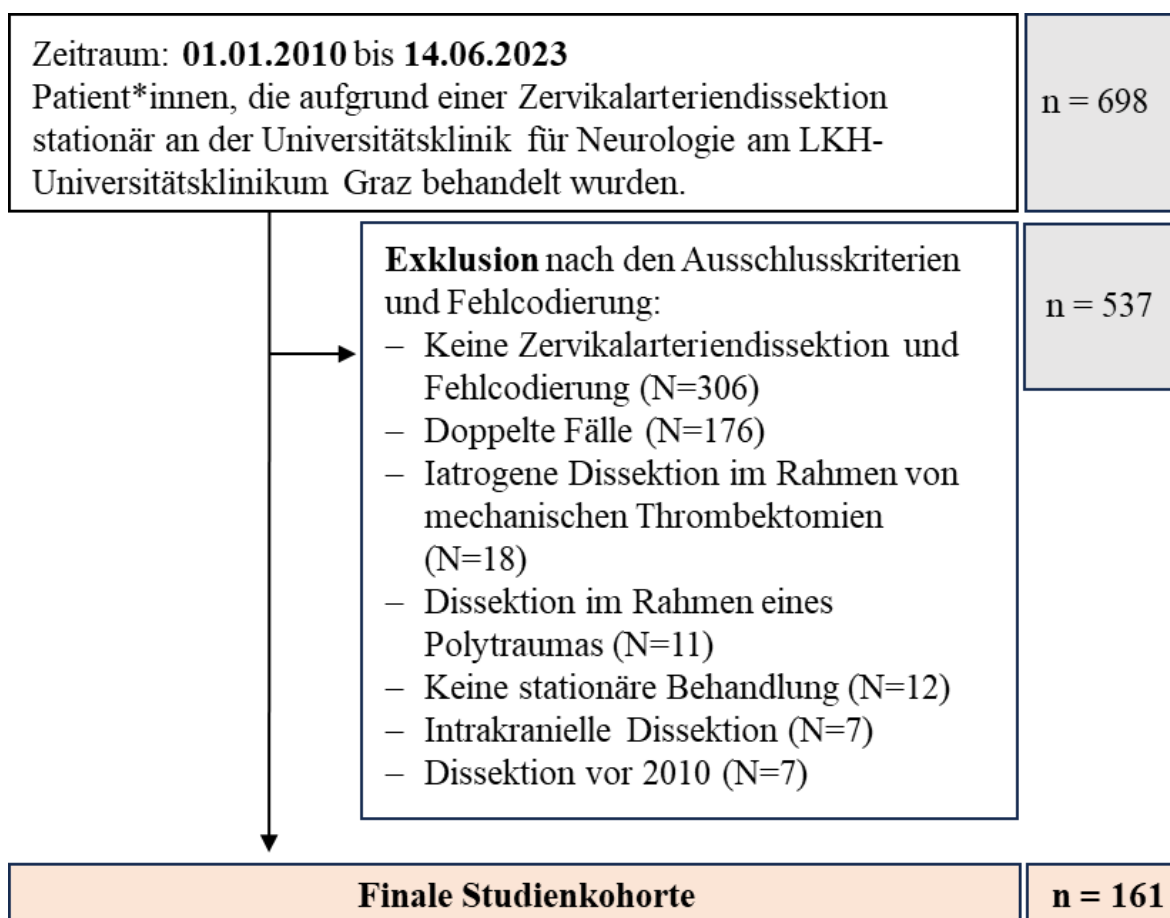 Zeitraum: 01.01.2010 bis 14.06.2023
Patient*innen, die aufgrund einer Zervikalarteriendissektion
stationär an der Universitätsklinik für Neurologie am LKH-
Universitätsklinikum Graz behandelt wurden.
n = 698
Exklusion nach den Ausschlusskriterien
und Fehlcodierung:
– Keine Zervikalarteriendissektion und
Fehlcodierung (N=306)
– Doppelte Fälle (N=176)
– Iatrogene Dissektion im Rahmen von
mechanischen Thrombektomien
(N=18)
– Dissektion im Rahmen eines
Polytraumas (N=11)
– Keine stationäre Behandlung (N=12)
– Intrakranielle Dissektion (N=7)
– Dissektion vor 2010 (N=7)
n = 537
Finale Studienkohorte
n = 161